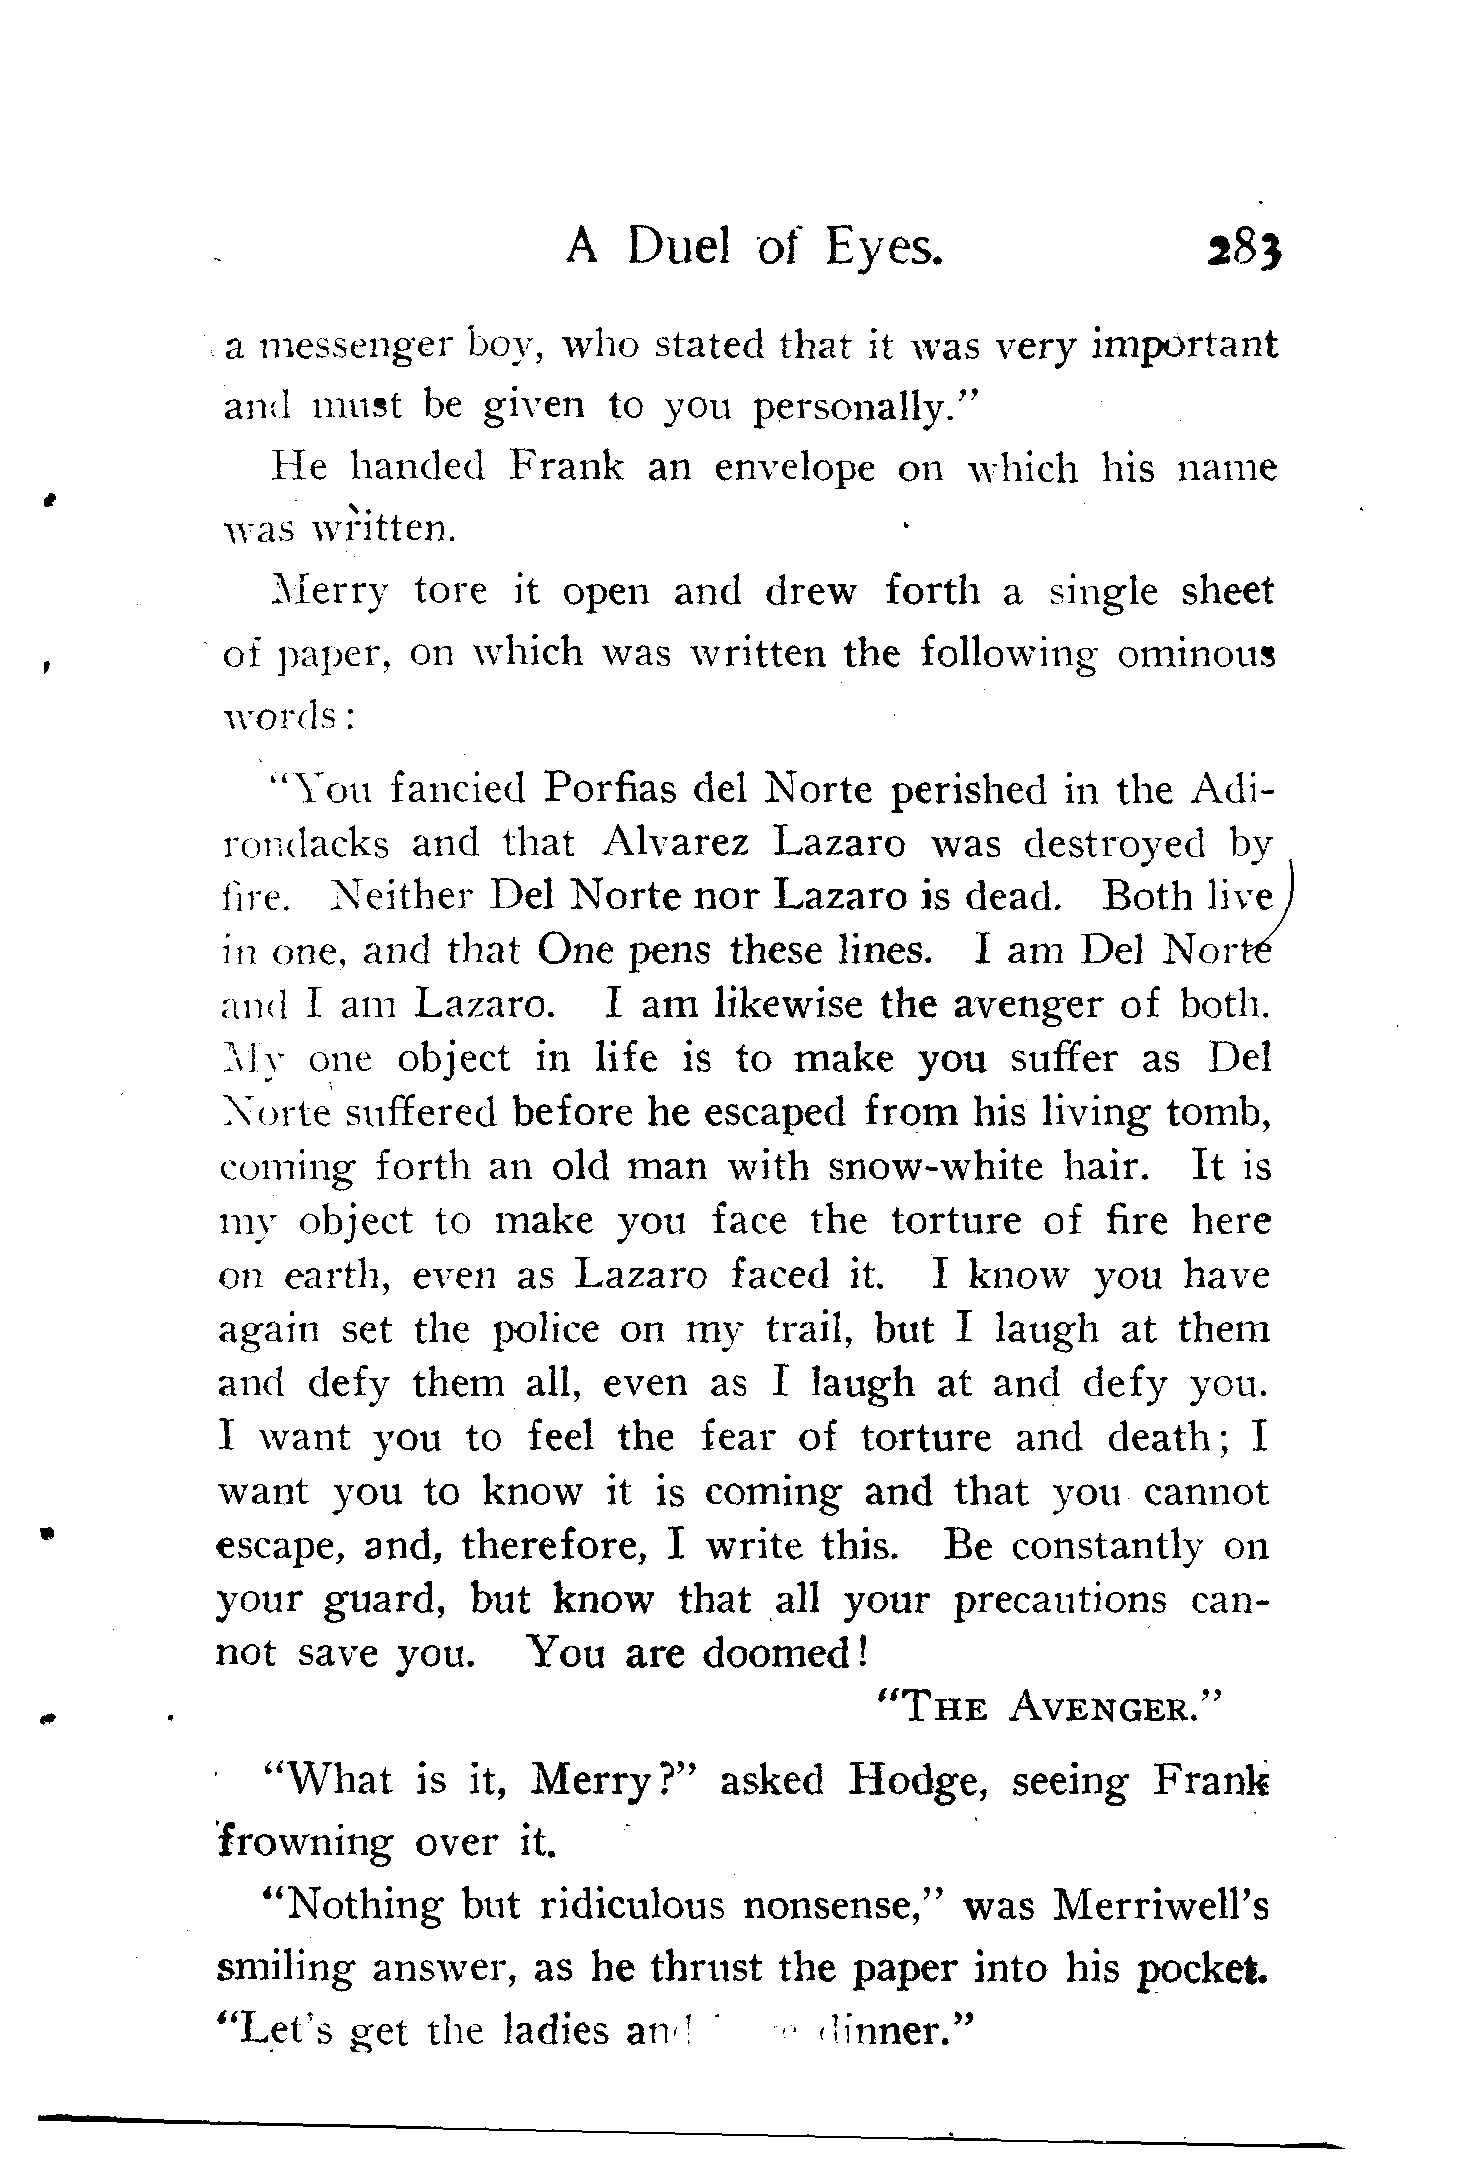 A Duel of Eyes. 283
a messenger boy, who stated that it was very important
and must be given to you personally.”
He handed Frank an envelope on which his name
was written.
Merry tore it open and drew forth a single sheet
of paper, on which was written the following ominous
words:
“You fancied Porfias del Norte perished in the Adi-
rondacks and that Alvarez Lazaro was destroyed by
fire. Neither Del Norte nor Lazaro is dead. Both live
in one, and that One pens these lines. I am Del Norte
and I am Lazaro. I am likewise the avenger of both.
My one object in life is to make you suffer as Del
Norte suffered before he escaped from his living tomb,
coming forth an old man with snow-white hair. It is
my object to make you face the torture of fire here
on earth, even as Lazaro faced it. I know you have
again set the police on my trail, but I laugh at them
and defy them all, even as I laugh at and defy you.
I want you to feel the fear of torture and death; I
want you to know it is coming and that you cannot
escape, and, therefore, I write this. Be constantly on
your guard, but know that all your precautions can-
not save you. You are doomed!
“THE AVENGER.”
“What is it, Merry?” asked Hodge, seeing Frank
frowning over it.
“Nothing but ridiculous nonsense,” was Merriwell’s
smiling answer, as he thrust the paper into his pocket.
“Let’s get the ladies and dinner.”